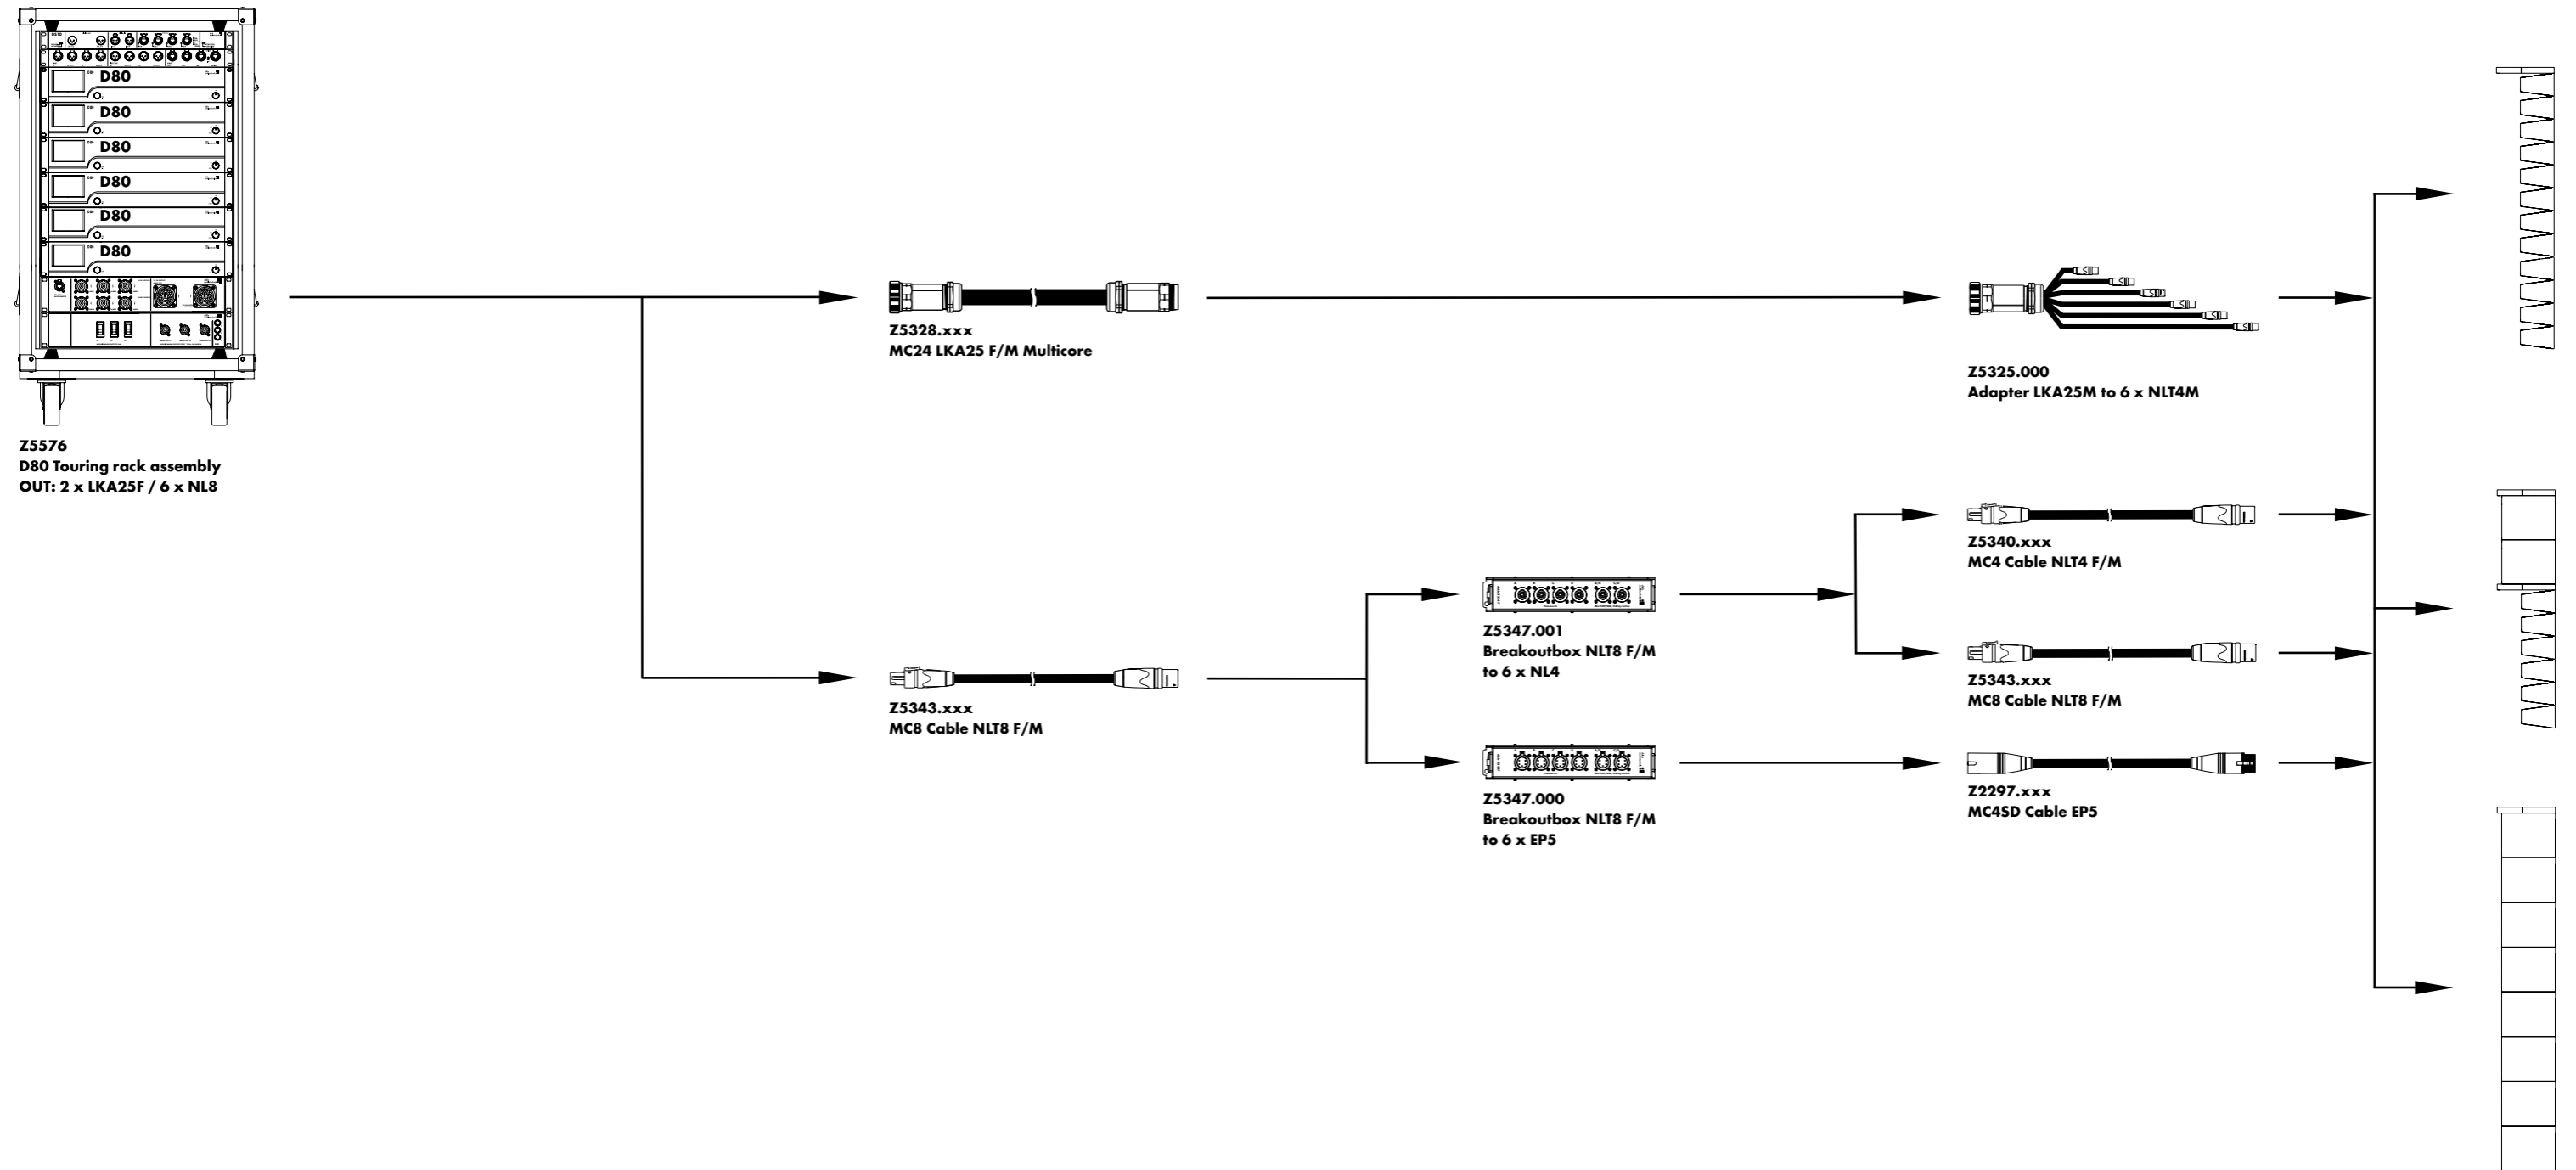 D80
D80
D80
D80
D80
D80
Z5576
D80 Touring rack assembly
OUT: 2 x LKA25F / 6 x NL8
Z5328.xxx
MC24 LKA25 F/M Multicore
Z5325.000
Adapter LKA25M to 6 x NLT4M
Z5343.xxx
MC8 Cable NLT8 F/M
Z5347.001
Breakoutbox NLT8 F/M
to 6 x NL4
Z5347.000
Breakoutbox NLT8 F/M
to 6 x EP5
Z5340.xxx
MC4 Cable NLT4 F/M
Z5343.xxx
MC8 Cable NLT8 F/M
Z2297.xxx
MC4SD Cable EP5